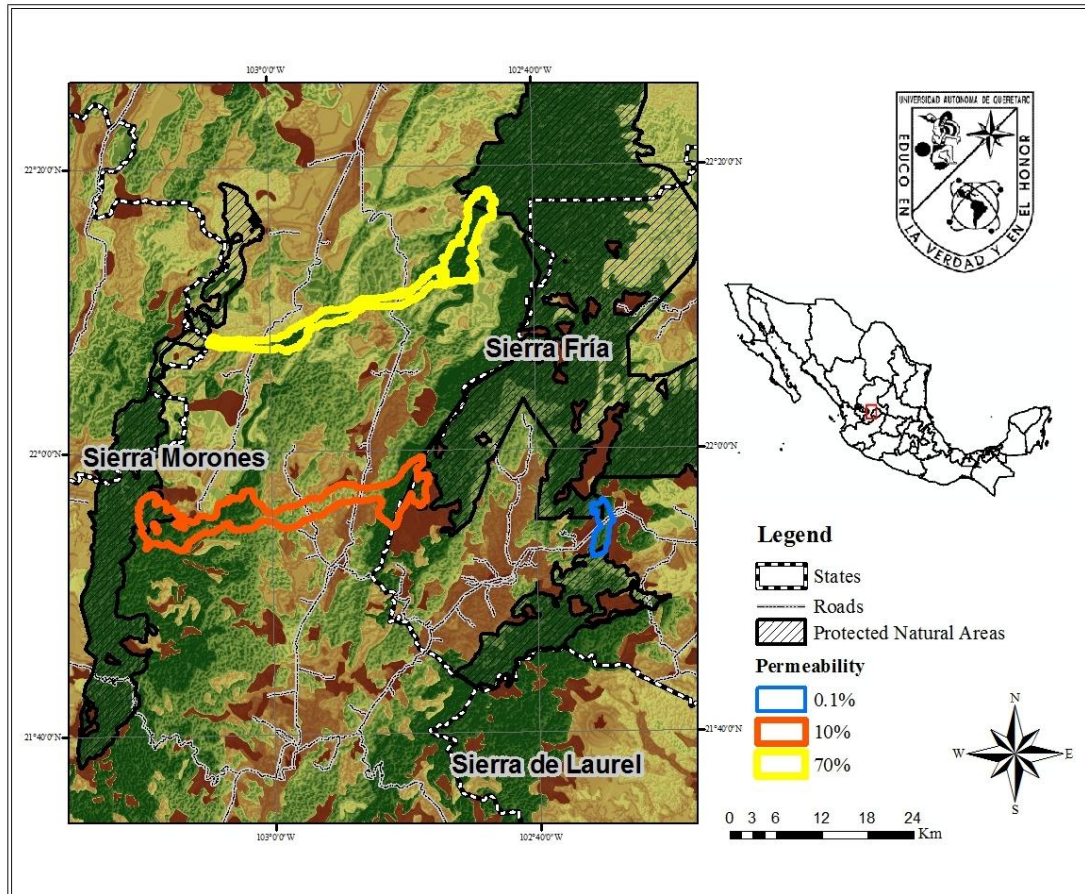 103°0'0"W
102°40'0"W
UNIVERSIDAD AUTONOMA DE QUERETARC
EDUCO EN LA VERDAD Y EN EL HONOR
22°20'0"N
22°20'0"N
Sierra Fría
22°0'0"N
22°0'0"N
Sierra Morones
Legend
States
Roads
Protected Natural Areas
Permeability
0.1%
10%
70%
21°40'0"N
21°40'0"N
Sierra de Laurel
N
W
E
S
0 3 6 12 18 24
Km
103°0'0"W
102°40'0"W